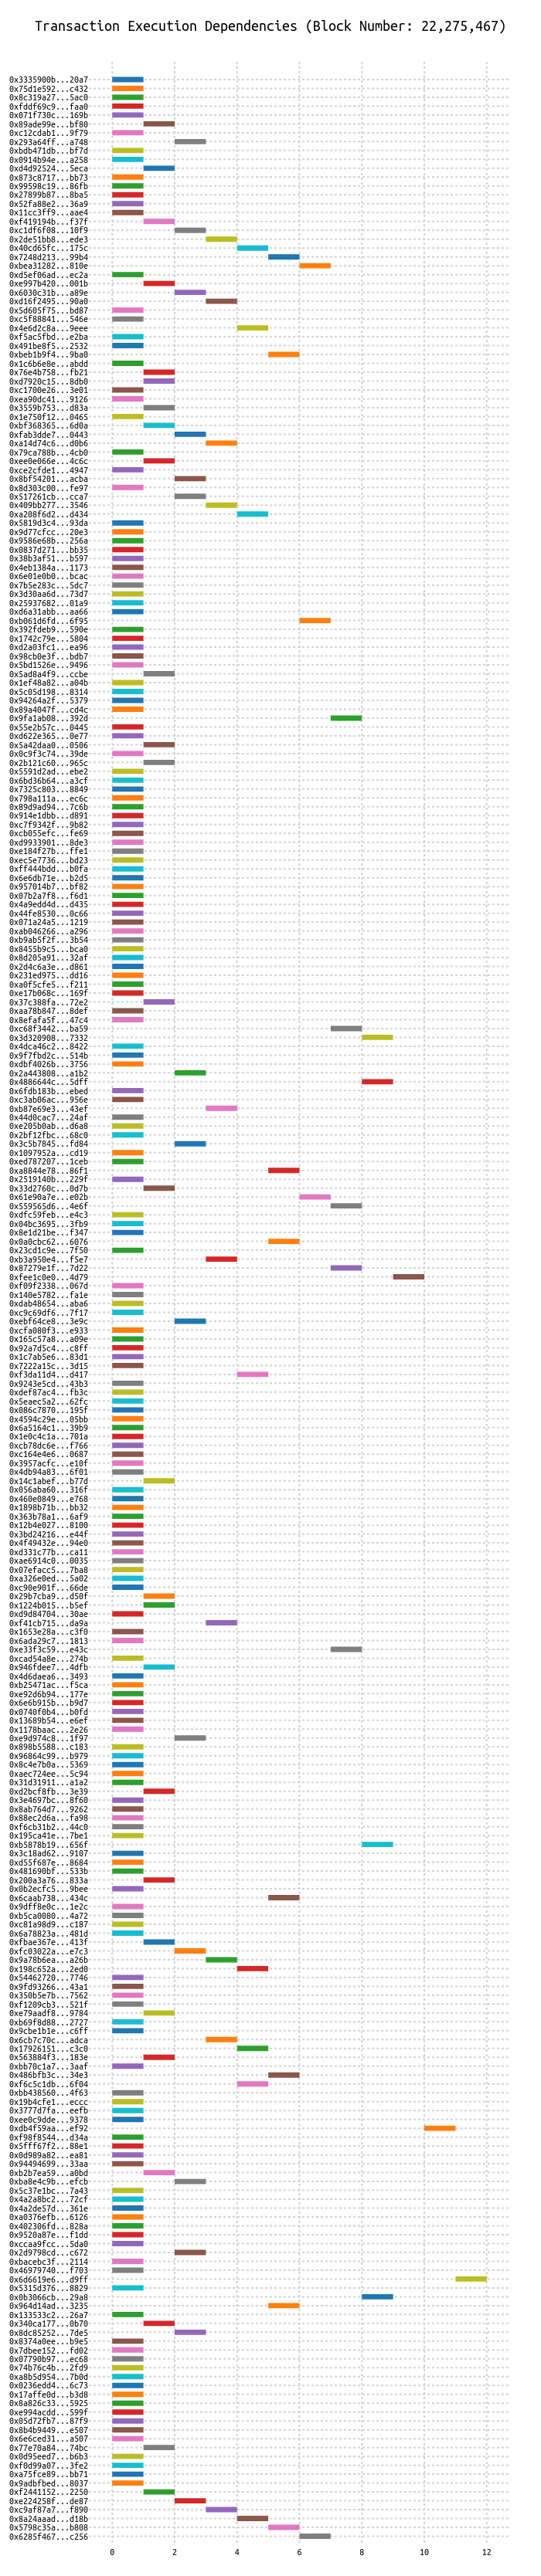 Transaction Execution Dependencies (Block Number: 22,275,467)
0x3335900b...20a7
0x75d1e592...c432
0x8c319a27...5ac0
0xfddf69c9...faa0
0x071f730c...169b
0x89ade99e...bf80
0xc12cdab1...9f79
0x293a64ff...a748
0xbdb471db...bf7d
0x0914b94e...a258
0xd4d92524...5eca
0x873c8717...bb73
0x99598c19...86fb
0x27899b87...8ba5
0x52fa88e2...36a9
0x11cc3ff9...aae4
0xf419194b...f37f
0xc1df6f08...10f9
0x2de51bb8...ede3
0x40cd65fc...175c
0x7248d213...99b4
0xbea31282...810e
0xd5ef06ad...ec2a
0xe997b420...001b
0x6030c31b...a89e
0xd16f2495...90a0
0x5d605f75...bd87
0xc5f88841...546e
0x4e6d2c8a...9eee
0xf5ac5fbd...e2ba
0x491be8f5...2532
0xbeb1b9f4...9ba0
0x1c6b6e8e...abdd
0x76e4b758...fb21
0xd7920c15...8db0
0xc1700e26...3e01
0xea90dc41...9126
0x3559b753...d83a
0x1e750f12...0465
0xbf368365...6d0a
0xfab3dde7...0443
0xa14d74c6...d0b6
0x79ca788b...4cb0
0xee0e066e...4c6c
0xce2cfde1...4947
0x8bf54201...acba
0x8d303c00...fe97
0x517261cb...cca7
0x409bb277...3546
0xa208f6d2...d434
0x5819d3c4...93da
0x9d77cfcc...20e3
0x9586e68b...256a
0x0837d271...bb35
0x38b3af51...b597
0x4eb1384a...1173
0x6e01e0b0...bcac
0x7b5e283c...5dc7
0x3d30aa6d...73d7
0x25937682...01a9
0xd6a31abb...aa66
0xb061d6fd...6f95
0x392fdeb9...590e
0x1742c79e...5804
0xd2a03fc1...ea96
0x98cb0e3f...bdb7
0x5bd1526e...9496
0x5ad8a4f9...ccbe
0x1ef48a82...a04b
0x5c05d198...8314
0x94264a2f...5379
0x89a4047f...cd4c
0x9fa1ab08...392d
0x55e2b57c...0445
0xd622e365...0e77
0x5a42daa0...0506
0x0c9f3c74...39de
0x2b121c60...965c
0x5591d2ad...ebe2
0x6bd36b64...a3cf
0x7325c803...8849
0x798a111a...ec6c
0x89d9ad94...7c6b
0x914e1dbb...d891
0xc7f9342f...9b82
0xcb055efc...fe69
0xd9933901...8de3
0xe184f27b...ffe1
0xec5e7736...bd23
0xff444bdd...b0fa
0x6e6db71e...b2d5
0x957014b7...bf82
0x07b2a7f8...f6d1
0x4a9edd4d...d435
0x44fe8530...0c66
0x071a24a5...1219
0xab046266...a296
0xb9ab5f2f...3b54
0x8455b9c5...bca0
0x8d205a91...32af
0x2d4c6a3e...d861
0x231ed975...dd16
0xa0f5cfe5...f211
0xe17b068c...169f
0x37c388fa...72e2
0xaa78b847...8def
0x8efafa5f...47c4
0xc68f3442...ba59
0x3d320908...7332
0x4dca46c2...8422
0x9f7fbd2c...514b
0xdbf4026b...3756
0x2a443808...a1b2
0x4886644c...5dff
0x6fdb183b...ebed
0xc3ab06ac...956e
0xb87e69e3...43ef
0x44d0cac7...24af
0xe205b0ab...d6a8
0x2bf12fbc...68c0
0x3c5b7845...fd84
0x1097952a...cd19
0xed787207...1ceb
0xa8844e78...86f1
0x2519140b...229f
0x33d2760c...0d7b
0x61e90a7e...e02b
0x559565d6...4e6f
0xdfc59feb...e4c3
0x04bc3695...3fb9
0x8e1d21be...f347
0x0a0cbc62...6076
0x23cd1c9e...7f50
0xb3a950e4...f5e7
0x87279e1f...7d22
0xfee1c0e0...4d79
0xf09f2338...067d
0x140e5782...fa1e
0xdab48654...aba6
0xc9c69df6...7f17
0xebf64ce8...3e9c
0xcfa080f3...e933
0x165c57a8...a09e
0x92a7d5c4...c8ff
0x1c7ab5e6...83d1
0x7222a15c...3d15
0xf3da11d4...d417
0x9243e5cd...43b3
0xdef87ac4...fb3c
0x5eaec5a2...62fc
0x086c7870...195f
0x4594c29e...05bb
0x6a5164c1...39b9
0x1e0c4c1a...701a
0xcb78dc6e...f766
0xc164e4e6...0687
0x3957acfc...e10f
0x4db94a83...6f01
0x14c1abef...b77d
0x056aba60...316f
0x460e0849...e768
0x1898b71b...bb32
0x363b78a1...6af9
0x12b4e027...8100
0x3bd24216...e44f
0x4f49432e...94e0
0xd331c77b...ca11
0xae6914c0...0035
0x07efacc5...7ba8
0xa326e0ed...5a02
0xc90e901f...66de
0x29b7cba9...d50f
0x1224b015...b5ef
0xd9d84704...30ae
0xf41cb715...da9a
0x1653e28a...c3f0
0x6ada29c7...1813
0xe33f3c59...e43c
0xcad54a8e...274b
0x946fdee7...4dfb
0x4d6daea6...3493
0xb25471ac...f5ca
0xe92d6b94...177e
0x6e6b915b...b9d7
0x0740f0b4...b0fd
0x13689b54...e6ef
0x1178baac...2e26
0xe9d974c8...1f97
0x898b5588...c183
0x96864c99...b979
0x8c4e7b0a...5369
0xaec724ee...5c94
0x31d31911...a1a2
0xd2bcf8fb...3e39
0x3e4697bc...8f60
0x8ab764d7...9262
0x88ec2d6a...fa98
0xf6cb31b2...44c0
0x195ca41e...7be1
0xb5878b19...656f
0x3c18ad62...9107
0xd55f687e...8684
0x481690bf...533b
0x200a3a76...833a
0x0b2ecfc5...9bee
0x6caab738...434c
0x9dff8e0c...1e2c
0xb5ca0080...4a72
0xc81a98d9...c187
0x6a78823a...481d
0xfbae367e...413f
0xfc03022a...e7c3
0x9a78b6ea...a26b
0x198c652a...2ed0
0x54462720...7746
0x9fd93266...43a1
0x350b5e7b...7562
0xf1209cb3...521f
0xe79aadf8...9784
0xb69f8d88...2727
0x9cbe1b1e...c6ff
0x6cb7c70c...adca
0x17926151...c3c0
0x563884f3...183e
0xbb70c1a7...3aaf
0x486bfb3c...34e3
0xf6c5c1db...6f04
0xbb438560...4f63
0x19b4cfe1...eccc
0x3777d7fa...eefb
0xee0c9dde...9378
0xdb4f59aa...ef92
0xf98f8544...d34a
0x5fff67f2...88e1
0x0d989a82...ea81
0x94494699...33aa
0xb2b7ea59...a0bd
0xba8e4c9b...efcb
0x5c37e1bc...7a43
0x4a2a8bc2...72cf
0x4a2de57d...361e
0xa0376efb...6126
0x402306fd...828a
0x9520a87e...f1dd
0xccaa9fcc...5da0
0x2d9798cd...c672
0xbacebc3f...2114
0x46979740...f703
0x6d6619e6...d9ff
0x5315d376...8829
0x0b3066cb...29a8
0x964d14ad...3235
0x133533c2...26a7
0x340ca177...0b70
0x8dc85252...7de5
0x8374a0ee...b9e5
0x7dbee152...fd02
0x07790b97...ec68
0x74b76c4b...2fd9
0xa8b5d954...7b0d
0x0236edd4...6c73
0x17affe0d...b3d8
0x8a826c33...5925
0xe994acdd...599f
0x05d72fb7...87f9
0x8b4b9449...e507
0x6e6ced31...a507
0x77e70a84...74bc
0x0d95eed7...b6b3
0xf0d99a07...3fe2
0xa75fce89...bb71
0x9adbfbed...8037
0xf2441152...2250
0xe224258f...de87
0xc9af87a7...f890
0x8a24aaad...d18b
0x5798c35a...b808
0x6285f467...c256
0 2 4 6 8 10 12